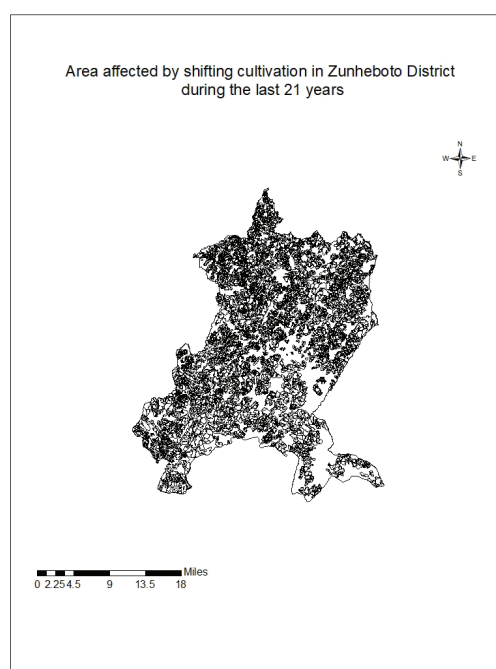 Area affected by shifting cultivation in Zunheboto District
during the last 21 years
N
W E
S
Miles
0 2.25 4.5 9 13.5 18